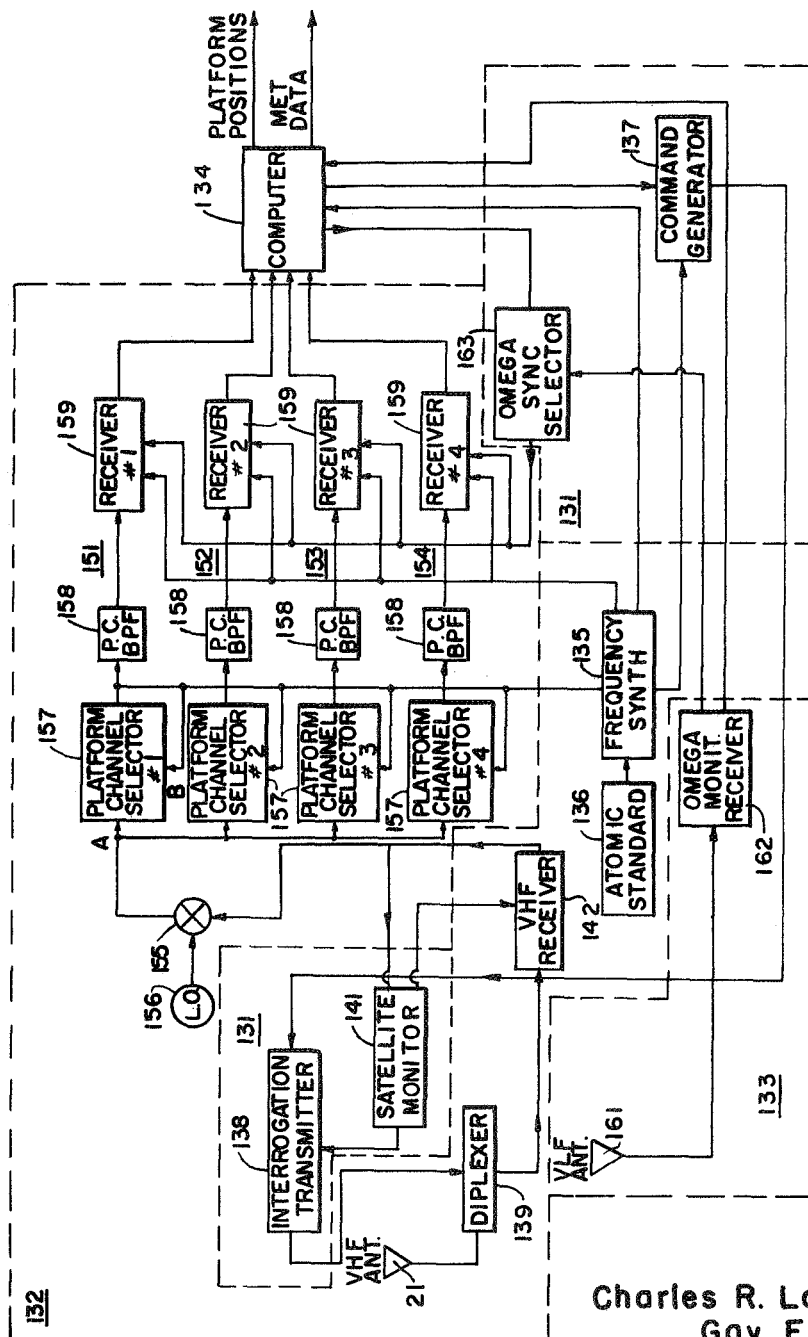 132
VHF
ANT.
21
138
INTERROGATION
TRANSMITTER
131
156
L.O.
155
141
SATELLITE
MONITOR
DIPLEXER
139
VHF
RECEIVER
142
A
B
157
PLATFORM
CHANNEL
SELECTOR
#1
PLATFORM
CHANNEL
SELECTOR
#2
157
PLATFORM
CHANNEL
SELECTOR
#3
157
PLATFORM
CHANNEL
SELECTOR
#4
157
158
P.C.
BPF
158
P.C.
BPF
158
P.C.
BPF
158
P.C.
BPF
151
152
153
154
159
RECEIVER
#1
RECEIVER
#2
159
RECEIVER
#3
159
RECEIVER
#4
134
COMPUTER
PLATFORM
POSITIONS
MET
DATA
163
OMEGA
SYNC
SELECTOR
131
137
COMMAND
GENERATOR
135
FREQUENCY
SYNTH
136
ATOMIC
STANDARD
OMEGA
MONIT.
RECEIVER
162
VLF
ANT.
161
133
Charles R.
Gay